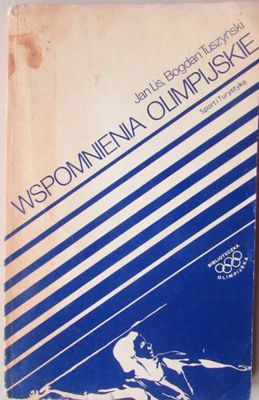 Jan Lis. Bogdan Tuszyński
WSPOMNIENIA OLIMPIJSKIE
Sport i Turystyka
BIBLIOTECZKA
OLIMPIJSKA